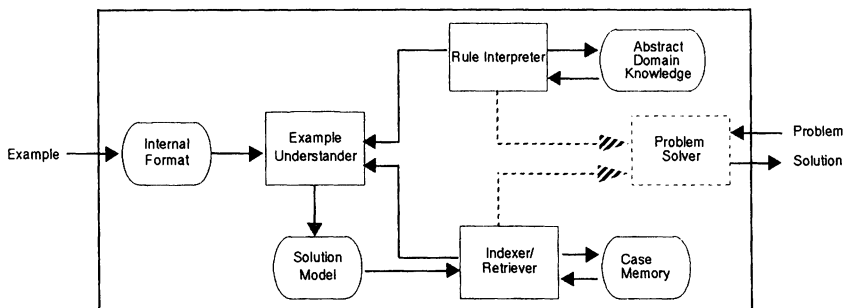 Rule Interpreter
Abstract
Domain
Knowledge
Example
Internal
Format
Example
Understander
Problem
Solver
Problem
Solution
Solution
Model
Indexer/
Retriever
Case
Memory